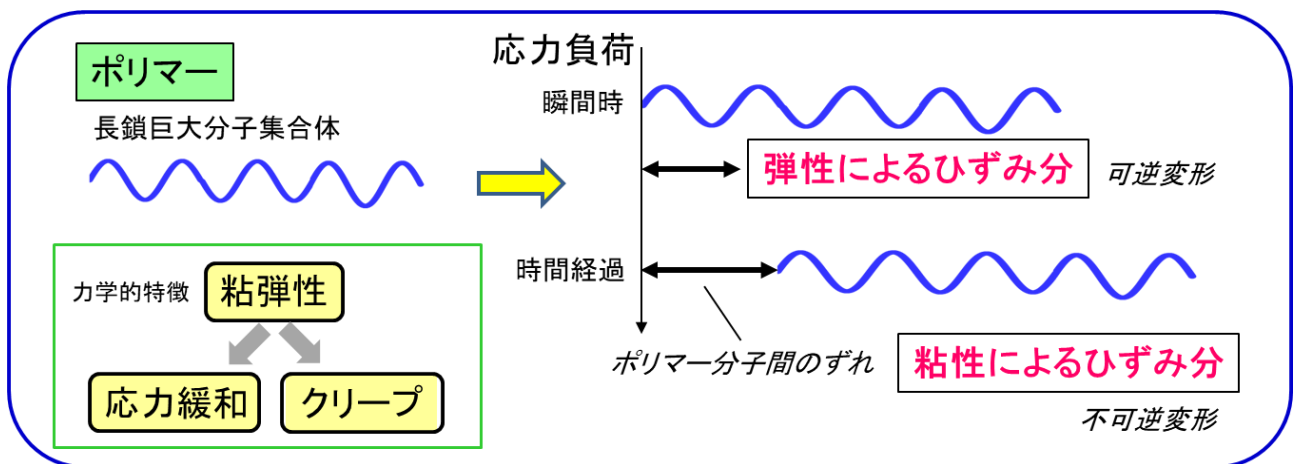 ポリマー
長鎖巨大分子集合体
力学的特徴
粘弾性
応力緩和
クリープ
応力負荷
瞬間時
弾性によるひずみ分
可逆変形
時間経過
ポリマー分子間のずれ
粘性によるひずみ分
不可逆変形